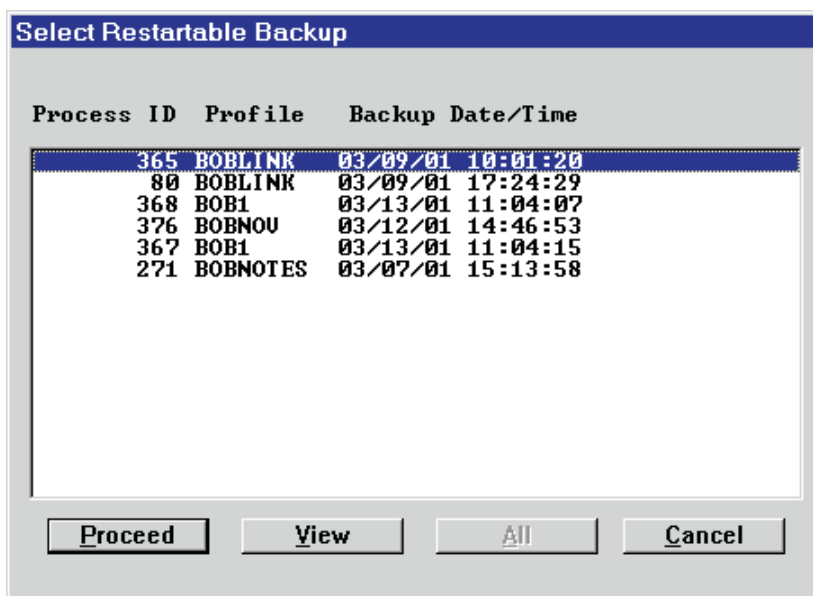 Select Restartable Backup
Process ID Profile Backup Date/Time
365 BOBLINK 03/09/01 10:01:20
80 BOBLINK 03/09/01 17:24:29
368 BOB1 03/13/01 11:04:07
376 BOBNOV 03/12/01 14:46:53
367 BOB1 03/13/01 11:04:15
271 BOBNOTES 03/07/01 15:13:58
Proceed View All Cancel